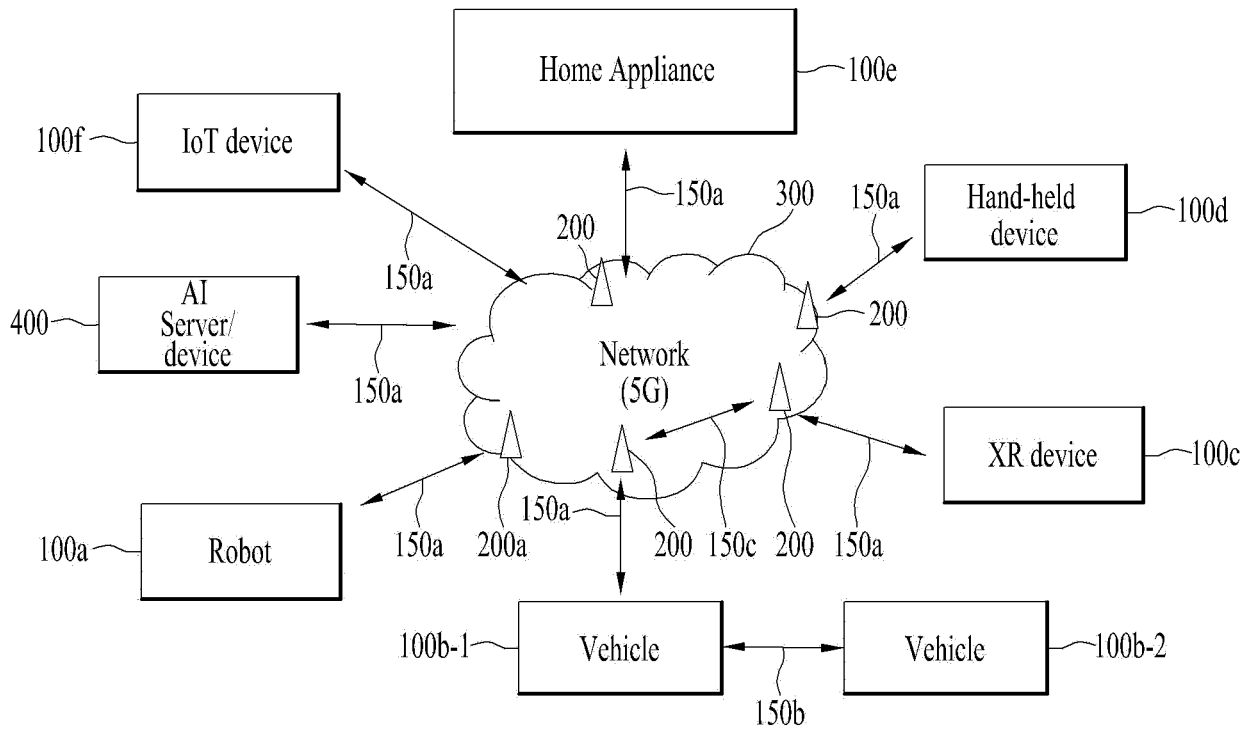 Home Appliance
100e
IoT device
100f
150a
Hand-held
device
100d
150a
300
200
150a
AI
Server/
device
400
150a
200
Network
(5G)
XR device
100c
150a
200
150c
200
150a
200a
150a
Robot
100a
Vehicle
100b-1
Vehicle
100b-2
150b